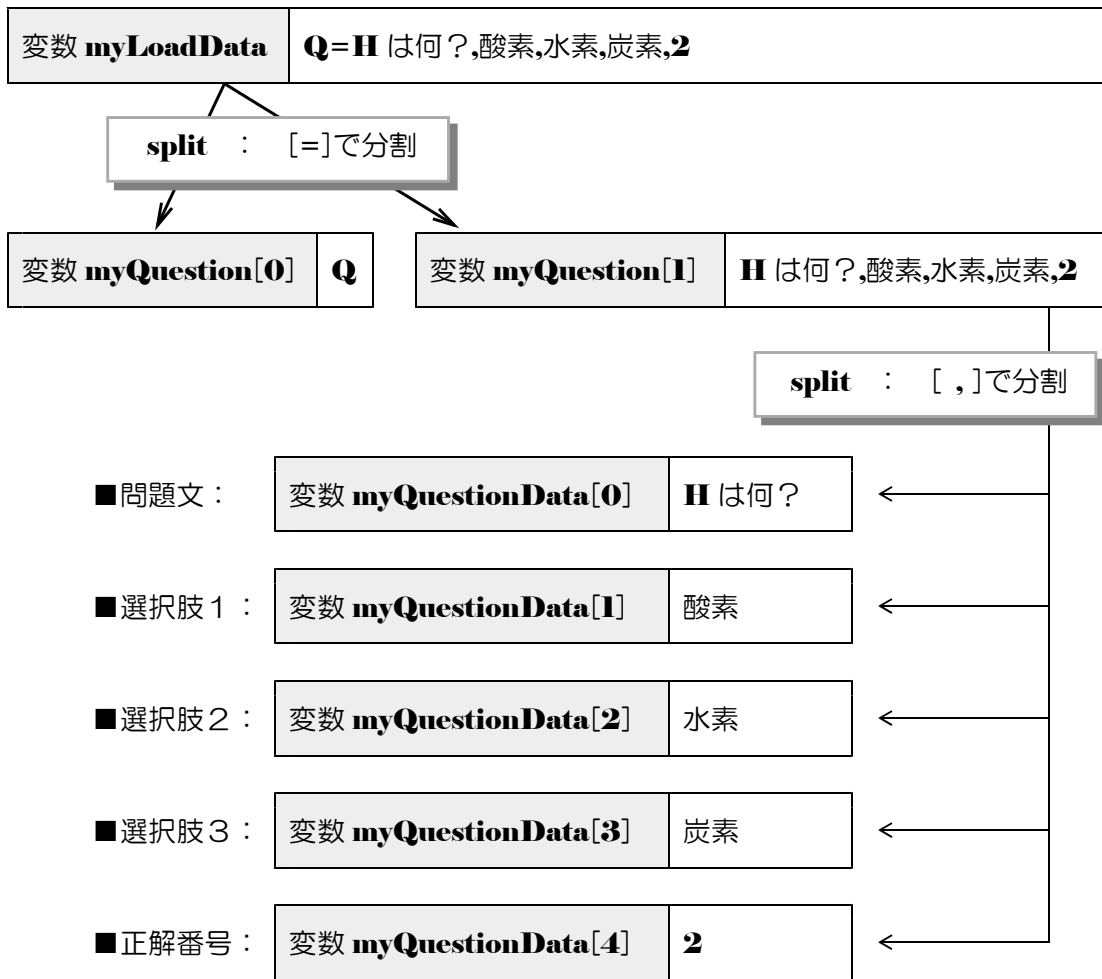 変数 myLoadData Q=H は何？,酸素,水素,炭素,2
split ： [=]で分割
変数 myQuestion[0] Q 変数 myQuestion[1] H は何？,酸素,水素,炭素,2
split ： [ , ]で分割
■問題文： 変数 myQuestionData[0] H は何？
■選択肢１： 変数 myQuestionData[1] 酸素
■選択肢２： 変数 myQuestionData[2] 水素
■選択肢３： 変数 myQuestionData[3] 炭素
■正解番号： 変数 myQuestionData[4] 2